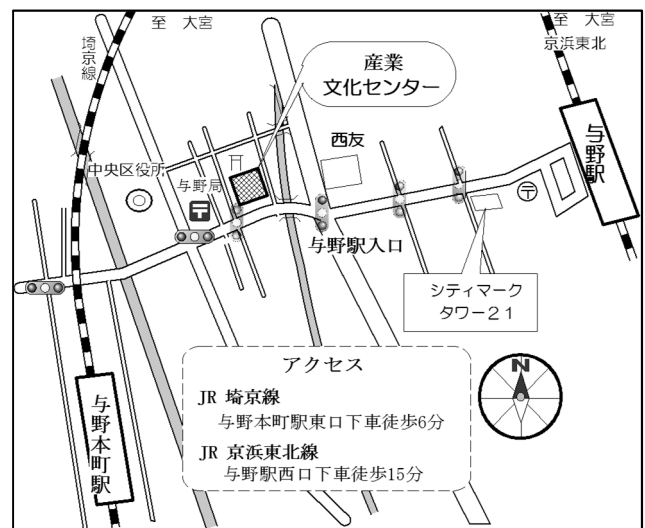 至　大宮
埼京線
至　大宮
京浜東北
産業
文化センター
西友
与野駅
中央区役所
与野局
与野駅入口
シティマーク
タワー２１
アクセス
JR 埼京線
与野本町駅東口下車徒歩6分
JR 京浜東北線
与野駅西口下車徒歩15分
与野本町駅
N